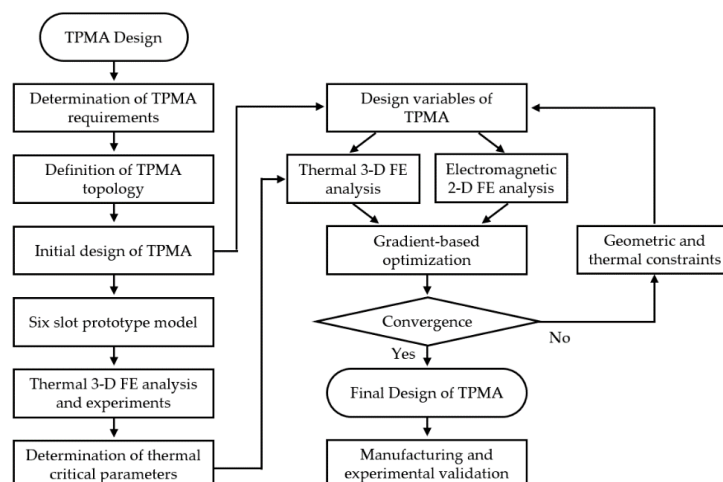 TPMA Design
Determination of TPMA
requirements
Definition of TPMA
topology
Initial design of TPMA
Six slot prototype model
Thermal 3-D FE analysis
and experiments
Determination of thermal
critical parameters
Design variables of
TPMA
Thermal 3-D FE
analysis
Electromagnetic
2-D FE analysis
Gradient-based
optimization
Geometric and
thermal constraints
Convergence
No
Yes
Final Design of TPMA
Manufacturing and
experimental validation